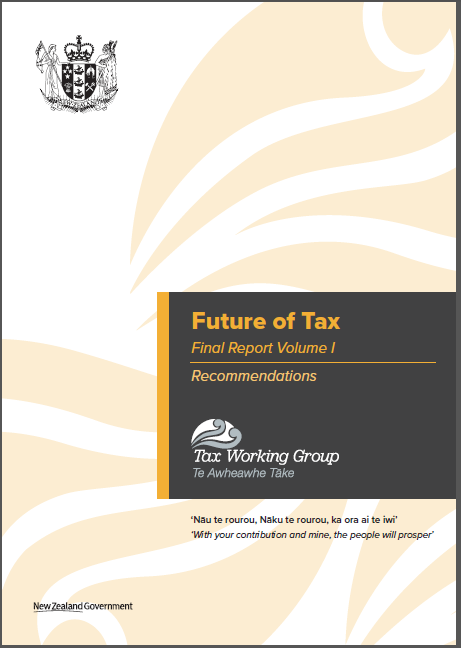 Future of Tax
Final Report Volume I
Recommendations
Tax Working Group
Te Awheawhe Tāke
‘Nāu te rourou, Nāku te rourou, ka ora ai te iwi’
‘With your contribution and mine, the people will prosper’
New Zealand Government